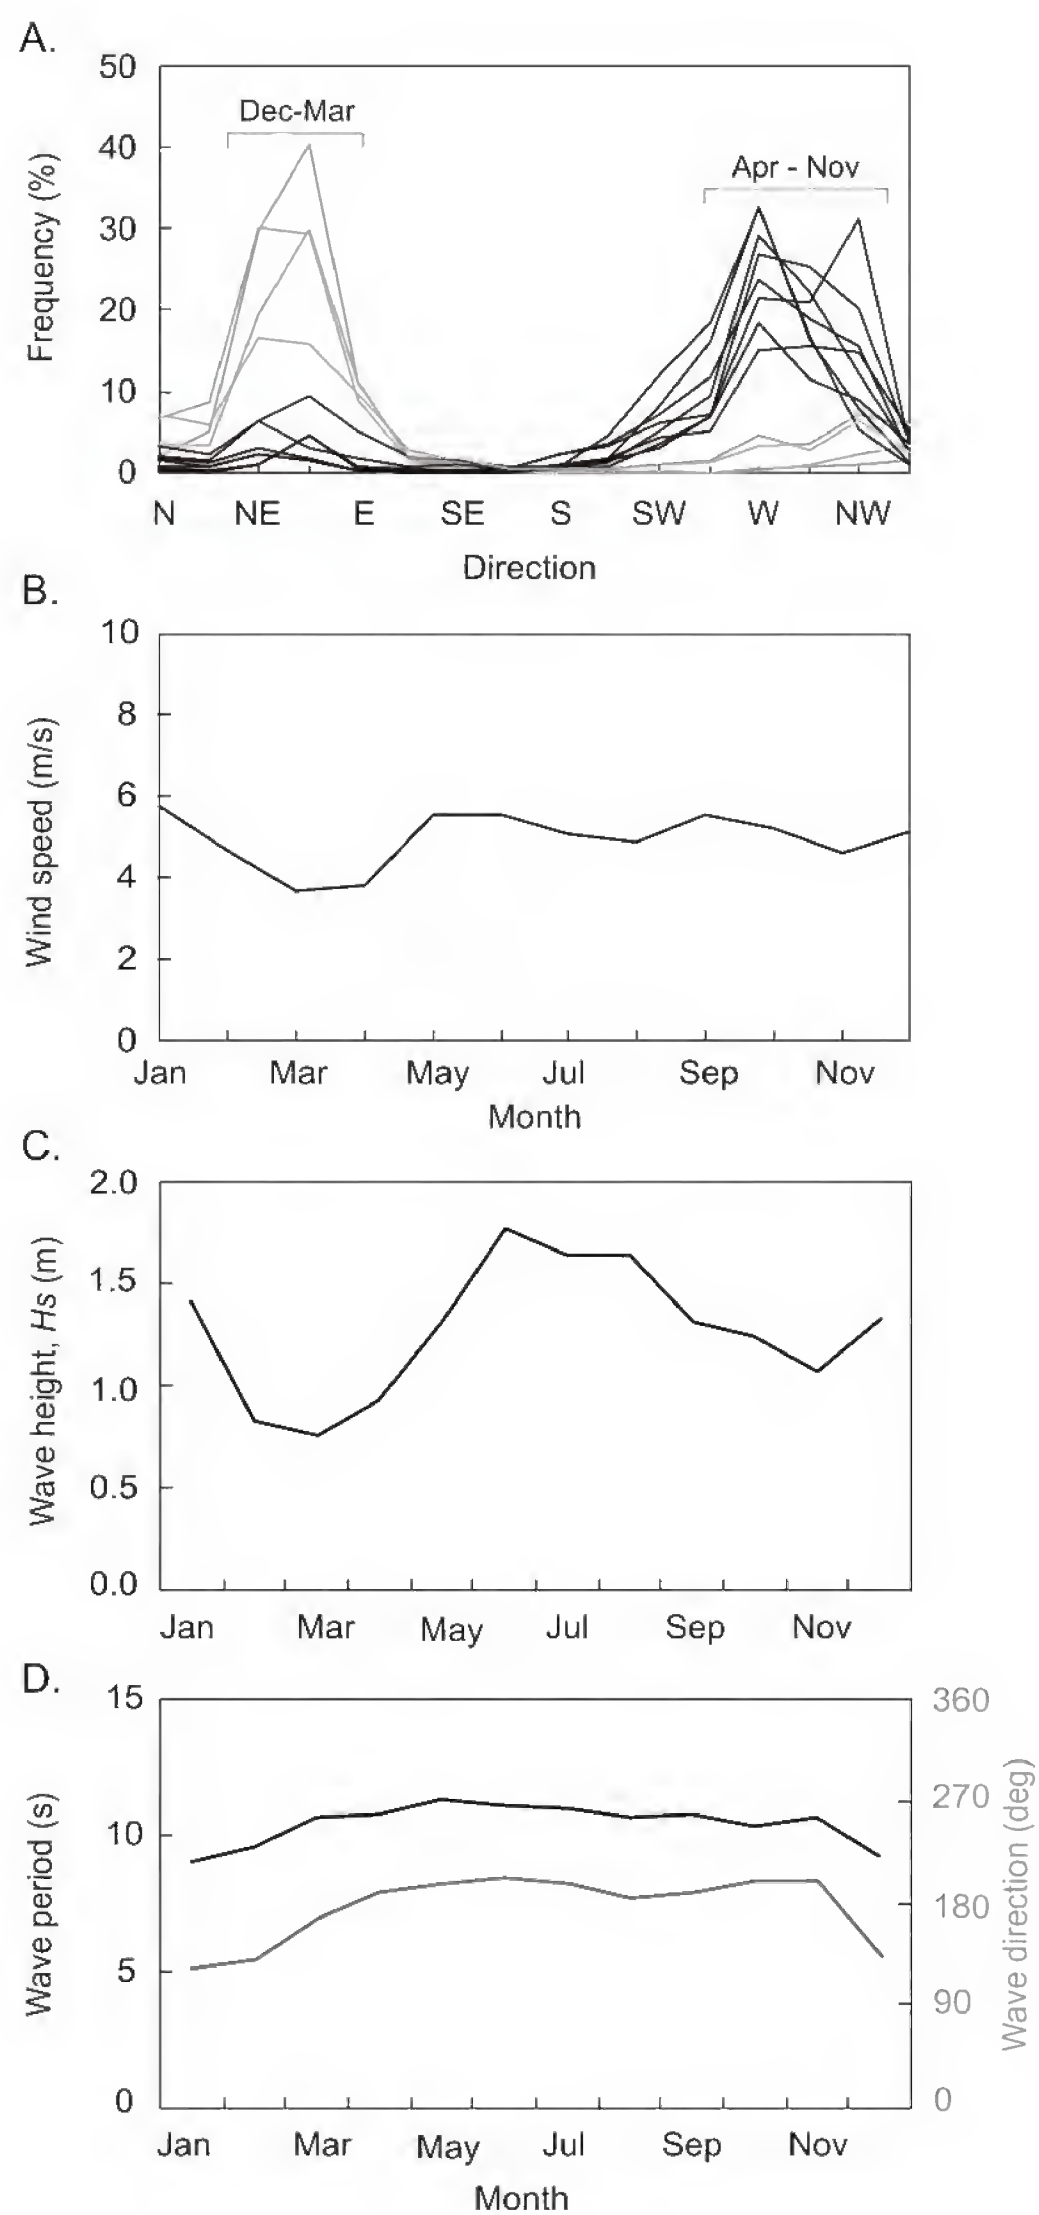 A.
50
40
30
20
10
0
Frequency (%)
Dec-Mar
Apr - Nov
N NE E SE S SW W NW
Direction
B.
10
8
6
4
2
0
Wind speed (m/s)
Jan Mar May Jul Sep Nov
Month
C.
2.0
1.5
1.0
0.5
0.0
Wave height, Hs (m)
Jan Mar May Jul Sep Nov
D.
15
10
5
0
Wave period (s)
360
270
180
90
0
Wave direction (deg)
Jan Mar May Jul Sep Nov
Month